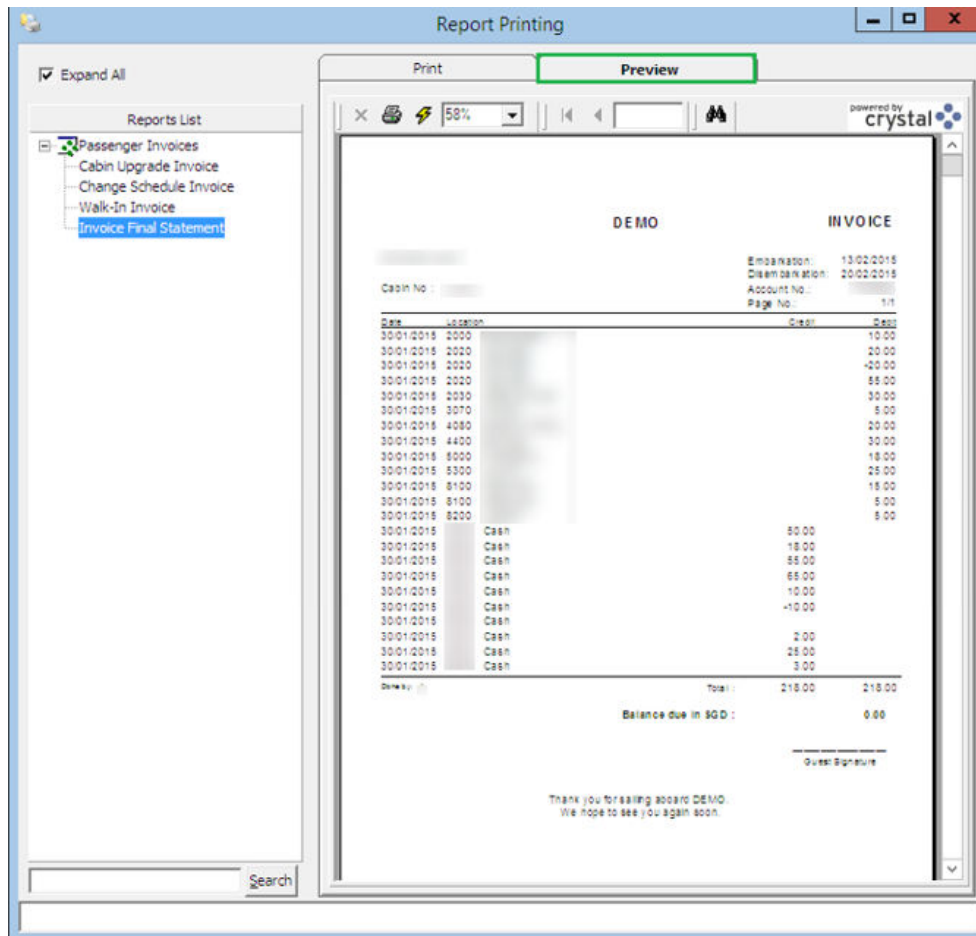 Report Printing
Expand All
Print
Preview
Reports List
58%
powered by
crystal
Passenger Invoices
Cabin Upgrade Invoice
Change Schedule Invoice
Walk-In Invoice
Invoice Final Statement
DEMO INVOICE
Embarkation: 13/02/2015
Disembarkation: 20/02/2015
Cabin No :
Account No.:
Page No.: 1/1
Date Location Credit Debit
30/01/2015 2000 10.00
30/01/2015 2020 20.00
30/01/2015 2020 -20.00
30/01/2015 2020 55.00
30/01/2015 2030 30.00
30/01/2015 3070 5.00
30/01/2015 4080 20.00
30/01/2015 4400 30.00
30/01/2015 5000 18.00
30/01/2015 5300 25.00
30/01/2015 8100 15.00
30/01/2015 8100 5.00
30/01/2015 8200 5.00
30/01/2015 Cash 50.00
30/01/2015 Cash 18.00
30/01/2015 Cash 55.00
30/01/2015 Cash 65.00
30/01/2015 Cash 10.00
30/01/2015 Cash -10.00
30/01/2015 Cash
30/01/2015 Cash 2.00
30/01/2015 Cash 25.00
30/01/2015 Cash 3.00
Done by: Total : 218.00 218.00
Balance due in SGD : 0.00
Guest Signature
Thank you for sailing aboard DEMO.
We hope to see you again soon.
Search